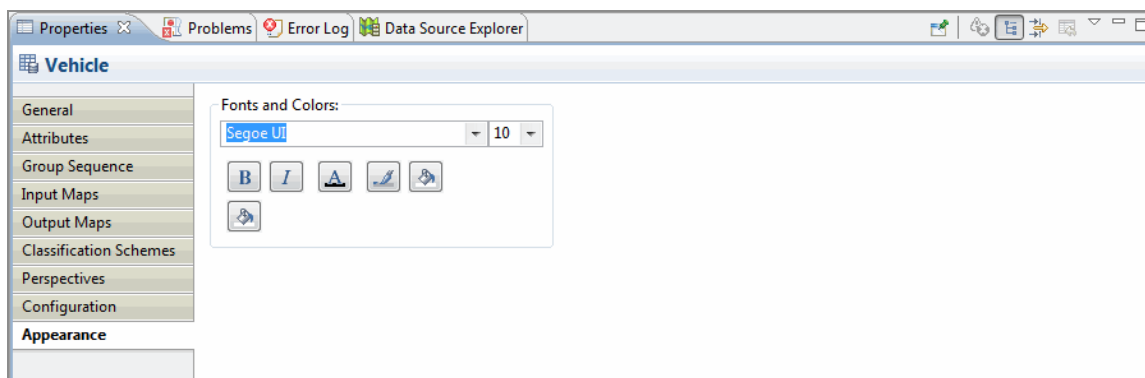 Properties Problems Error Log Data Source Explorer
Vehicle
General
Attributes
Group Sequence
Input Maps
Output Maps
Classification Schemes
Perspectives
Configuration
Appearance
Fonts and Colors:
Segoe UI 10
B I A